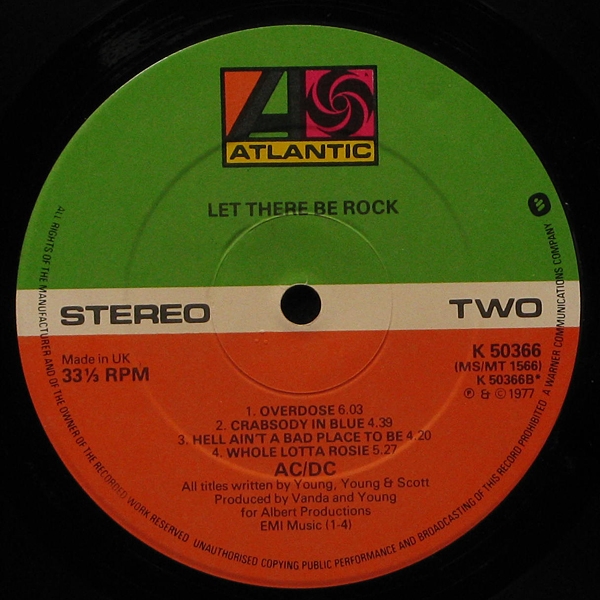 ATLANTIC
LET THERE BE ROCK
STEREO
TWO
Made in UK
33⅓ RPM
K 50366
(MS/MT 1566)
K 50366B*
℗ & © 1977
1. OVERDOSE 6.03
2. CRABSODY IN BLUE 4.39
3. HELL AIN'T A BAD PLACE TO BE 4.20
4. WHOLE LOTTA ROSIE 5.27
AC/DC
All titles written by Young, Young & Scott
Produced by Vanda and Young
for Albert Productions
EMI Music (1-4)
ALL RIGHTS OF THE MANUFACTURER AND OF THE OWNER OF THE RECORDED WORK RESERVED UNAUTHORISED COPYING PUBLIC PERFORMANCE AND BROADCASTING OF THIS RECORD PROHIBITED A WARNER COMMUNICATIONS COMPANY